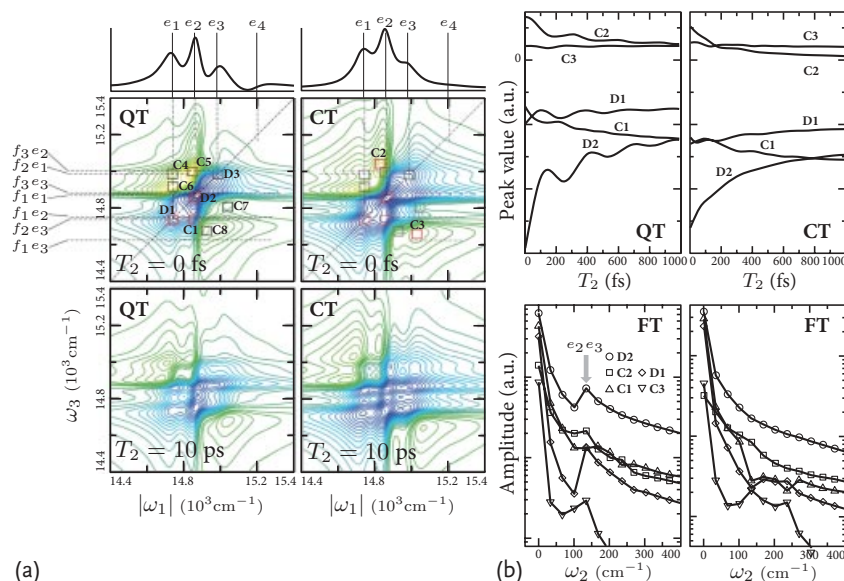 e1 e2 e3 e4
e1 e2 e3 e4
15.4
15.2
14.8
14.4
QT
CT
f3e2
f2e1
f3e3
f1e1
f1e2
f2e3
f1e3
C4 C5
C6
D3
D1 D2
C7
C1 C8
C2
C3
T2 = 0 fs
T2 = 0 fs
15.4
15.2
14.8
14.4
QT
CT
T2 = 10 ps
T2 = 10 ps
ω3 (10³cm⁻¹)
14.4 14.8 15.2
14.4 14.8 15.2
|ω1| (10³cm⁻¹)
|ω1| (10³cm⁻¹)
(a)
Peak value (a.u.)
0
C2
C3
D1
C1
D2
QT
C3
C2
D1
C1
D2
CT
0 200 400 600 800 1000
0 200 400 600 800 1000
T2 (fs)
T2 (fs)
Amplitude (a.u.)
FT
FT
e2e3
D2
C2 D1
C1 C3
0 100 200 300 400
0 100 200 300 400
ω2 (cm⁻¹)
ω2 (cm⁻¹)
(b)